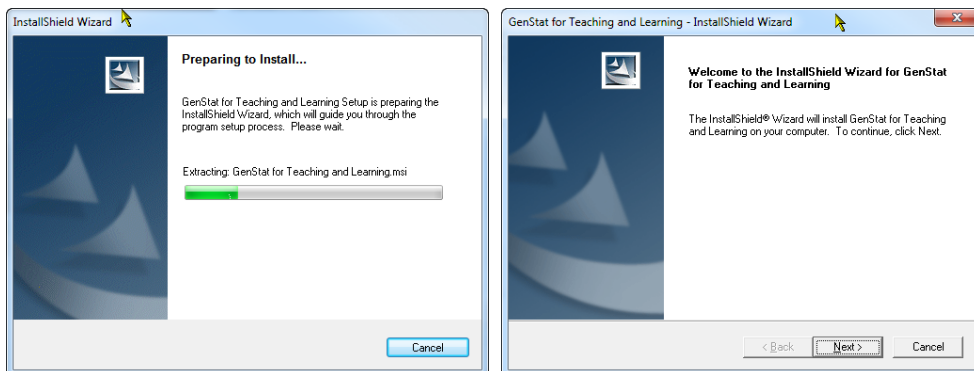 InstallShield Wizard
Preparing to Install...
GenStat for Teaching and Learning Setup is preparing the
InstallShield Wizard, which will guide you through the
program setup process. Please wait.
Extracting: GenStat for Teaching and Learning.msi
Cancel
GenStat for Teaching and Learning - InstallShield Wizard
Welcome to the InstallShield Wizard for GenStat
for Teaching and Learning
The InstallShield® Wizard will install GenStat for Teaching
and Learning on your computer. To continue, click Next.
< Back Next > Cancel